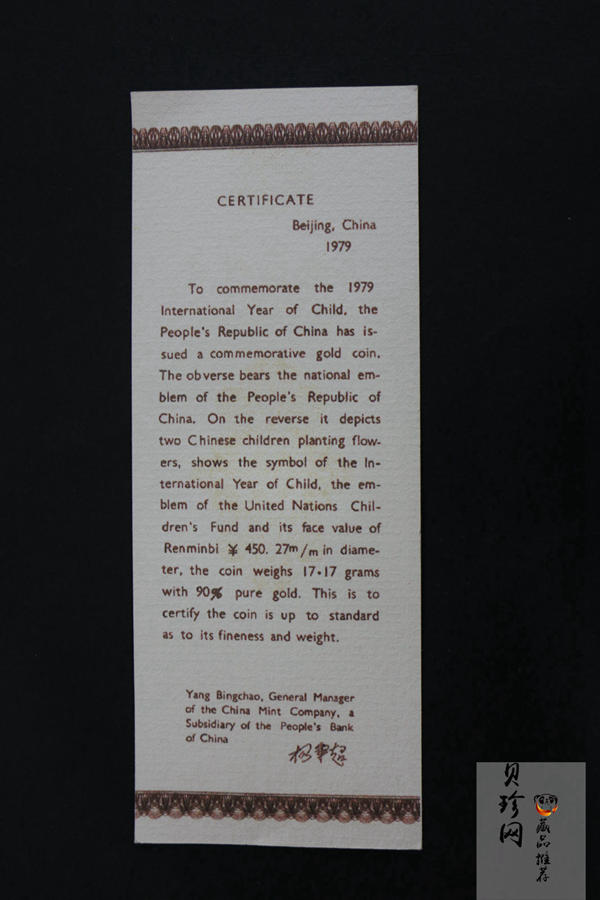 CERTIFICATE
Beijing, China
1979
To commemorate the 1979
International Year of Child, the
People's Republic of China has is-
sued a commemorative gold coin.
The obverse bears the national em-
blem of the People's Republic of
China. On the reverse it depicts
two Chinese children planting flow-
ers, shows the symbol of the In-
ternational Year of Child, the em-
blem of the United Nations Chil-
dren's Fund and its face value of
Renminbi ¥ 450. 27m/m in diame-
ter, the coin weighs 17·17 grams
with 90% pure gold. This is to
certify the coin is up to standard
as to its fineness and weight.
Yang Bingchao, General Manager
of the China Mint Company, a
Subsidiary of the People's Bank
of China
杨秉超
贝珍网
藏品推荐